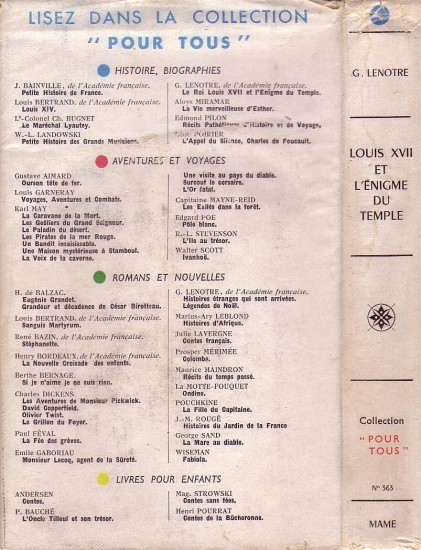 LISEZ DANS LA COLLECTION
"POUR TOUS"
HISTOIRE, BIOGRAPHIES
J. BAINVILLE, de l'Académie française.
Petite Histoire de France.
Louis BERTRAND, de l'Académie française.
Louis XIV.
Lt-Colonel Ch. BUGNET
Le Maréchal Lyautey.
W.-L. LANDOWSKI
Petite Histoire des Grands Musiciens.
G. LENOTRE, de l'Académie française.
Le Roi Louis XVII et l'Enigme du Temple.
Aloys MIRAMAR
La Vie merveilleuse d'Esther.
Edmond PILON
Récits Pathétiques d'Histoire et de Voyage.
Léon POIRIER
L'Appel du Silence, Charles de Foucault.
AVENTURES ET VOYAGES
Gustave AIMARD
Ourson tête de fer.
Louis GARNERAY
Voyages, Aventures et Combats.
Karl MAY
La Caravane de la Mort.
Les Geôliers du Grand Seigneur.
Le Paladin du désert.
Les Pirates de la mer Rouge.
Un Bandit insaisissable.
Une Maison mystérieuse à Stamboul.
La Voix de la caverne.
Une visite au pays du diable.
Surcouf le corsaire.
L'Or fatal.
Capitaine MAYNE-REID
Les Exilés dans la forêt.
Edgard POE
Pôle blanc.
R.-L. STEVENSON
L'Ile au trésor.
Walter SCOTT
Ivanhoë.
ROMANS ET NOUVELLES
H. de BALZAC.
Eugénie Grandet.
Grandeur et décadence de César Birotteau.
Louis BERTRAND, de l'Académie française.
Sanguis Martyrum.
René BAZIN, de l'Académie française.
Stéphanette.
Henry BORDEAUX, de l'Académie française.
La Nouvelle Croisade des enfants.
Berthe BERNAGE.
Si je n'aime je ne suis rien.
Charles DICKENS
Les Aventures de Monsieur Pickwick.
David Copperfield.
Olivier Twist.
Le Grillon du Foyer.
Paul FÉVAL
La Fée des grèves.
Emile GABORIAU
Monsieur Lecoq, agent de la Sûreté.
G. LENOTRE, de l'Académie française.
Histoires étranges qui sont arrivées.
Légendes de Noël.
Marius-Ary LEBLOND
Histoires d'Afrique.
Julie LAVERGNE
Contes français.
Prosper MÉRIMÉE
Colomba.
Maurice MAINDRON
Récits du temps passé.
La MOTTE-FOUQUET
Ondine.
POUCHKINE
La Fille du Capitaine.
J.-M. ROUGÉ
Histoires du Jardin de la France
George SAND
La Mare au diable.
WISEMAN
Fabiola.
LIVRES POUR ENFANTS
ANDERSEN
Contes.
P. BAUCHÉ
L'Oncle Tilleul et son trésor.
Mag. STROWSKI
Contes sans fées.
Henri POURRAT
Contes de la Bûcheronne.
G. LENOTRE
LOUIS XVII
ET
L'ÉNIGME
DU
TEMPLE
Collection
"POUR
TOUS"
N° 363
MAME